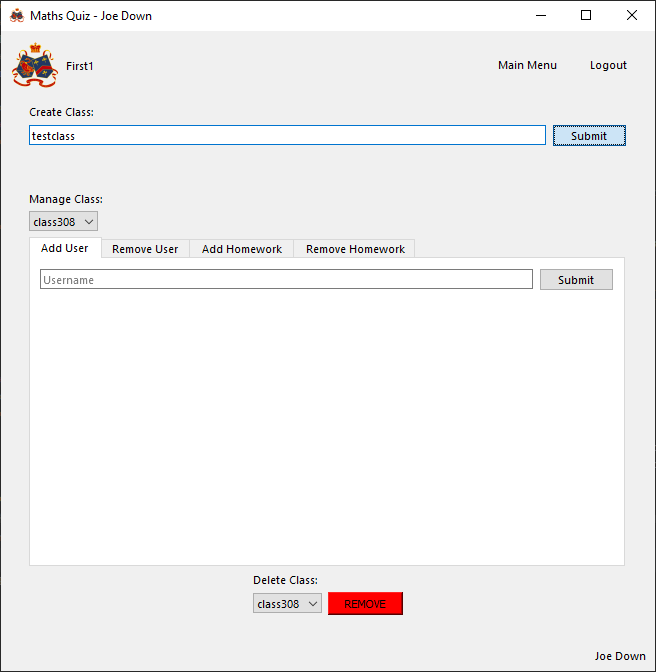 Maths Quiz - Joe Down
First1
Main Menu
Logout
Create Class:
testclass
Submit
Manage Class:
class308
Add User
Remove User
Add Homework
Remove Homework
Username
Submit
Delete Class:
class308
REMOVE
Joe Down